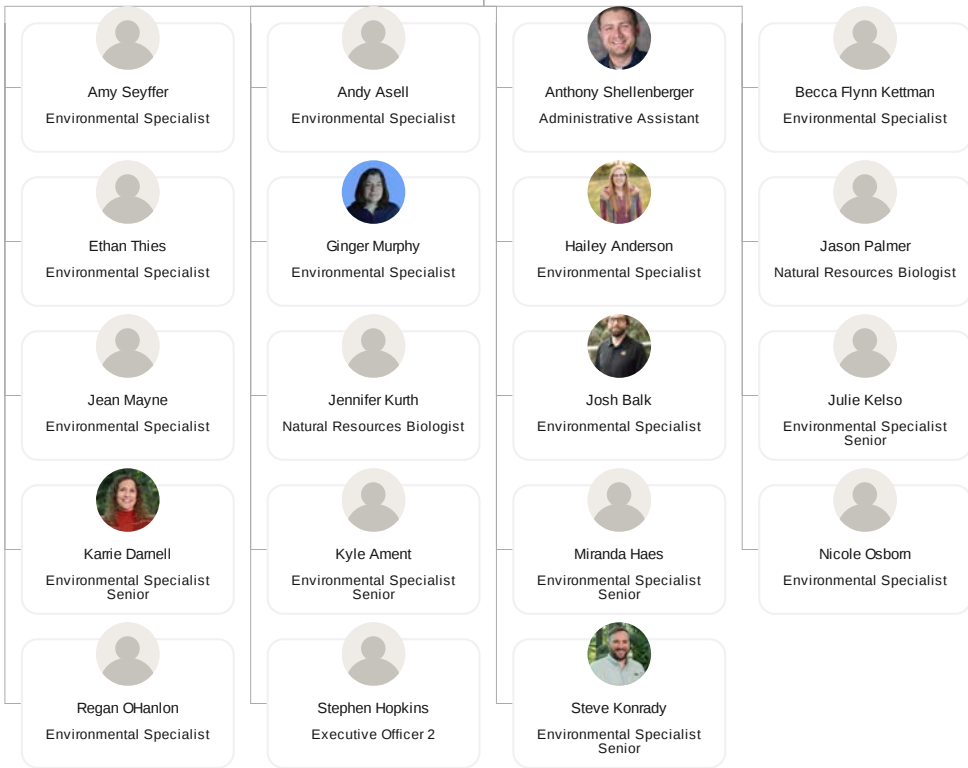 Amy Seyffer
Environmental Specialist
Andy Asell
Environmental Specialist
Anthony Shellenberger
Administrative Assistant
Becca Flynn Kettman
Environmental Specialist
Ethan Thies
Environmental Specialist
Ginger Murphy
Environmental Specialist
Hailey Anderson
Environmental Specialist
Jason Palmer
Natural Resources Biologist
Jean Mayne
Environmental Specialist
Jennifer Kurth
Natural Resources Biologist
Josh Balk
Environmental Specialist
Julie Kelso
Environmental Specialist
Senior
Karrie Darnell
Environmental Specialist
Senior
Kyle Ament
Environmental Specialist
Senior
Miranda Haes
Environmental Specialist
Senior
Nicole Osborn
Environmental Specialist
Regan OHanlon
Environmental Specialist
Stephen Hopkins
Executive Officer 2
Steve Konrady
Environmental Specialist
Senior